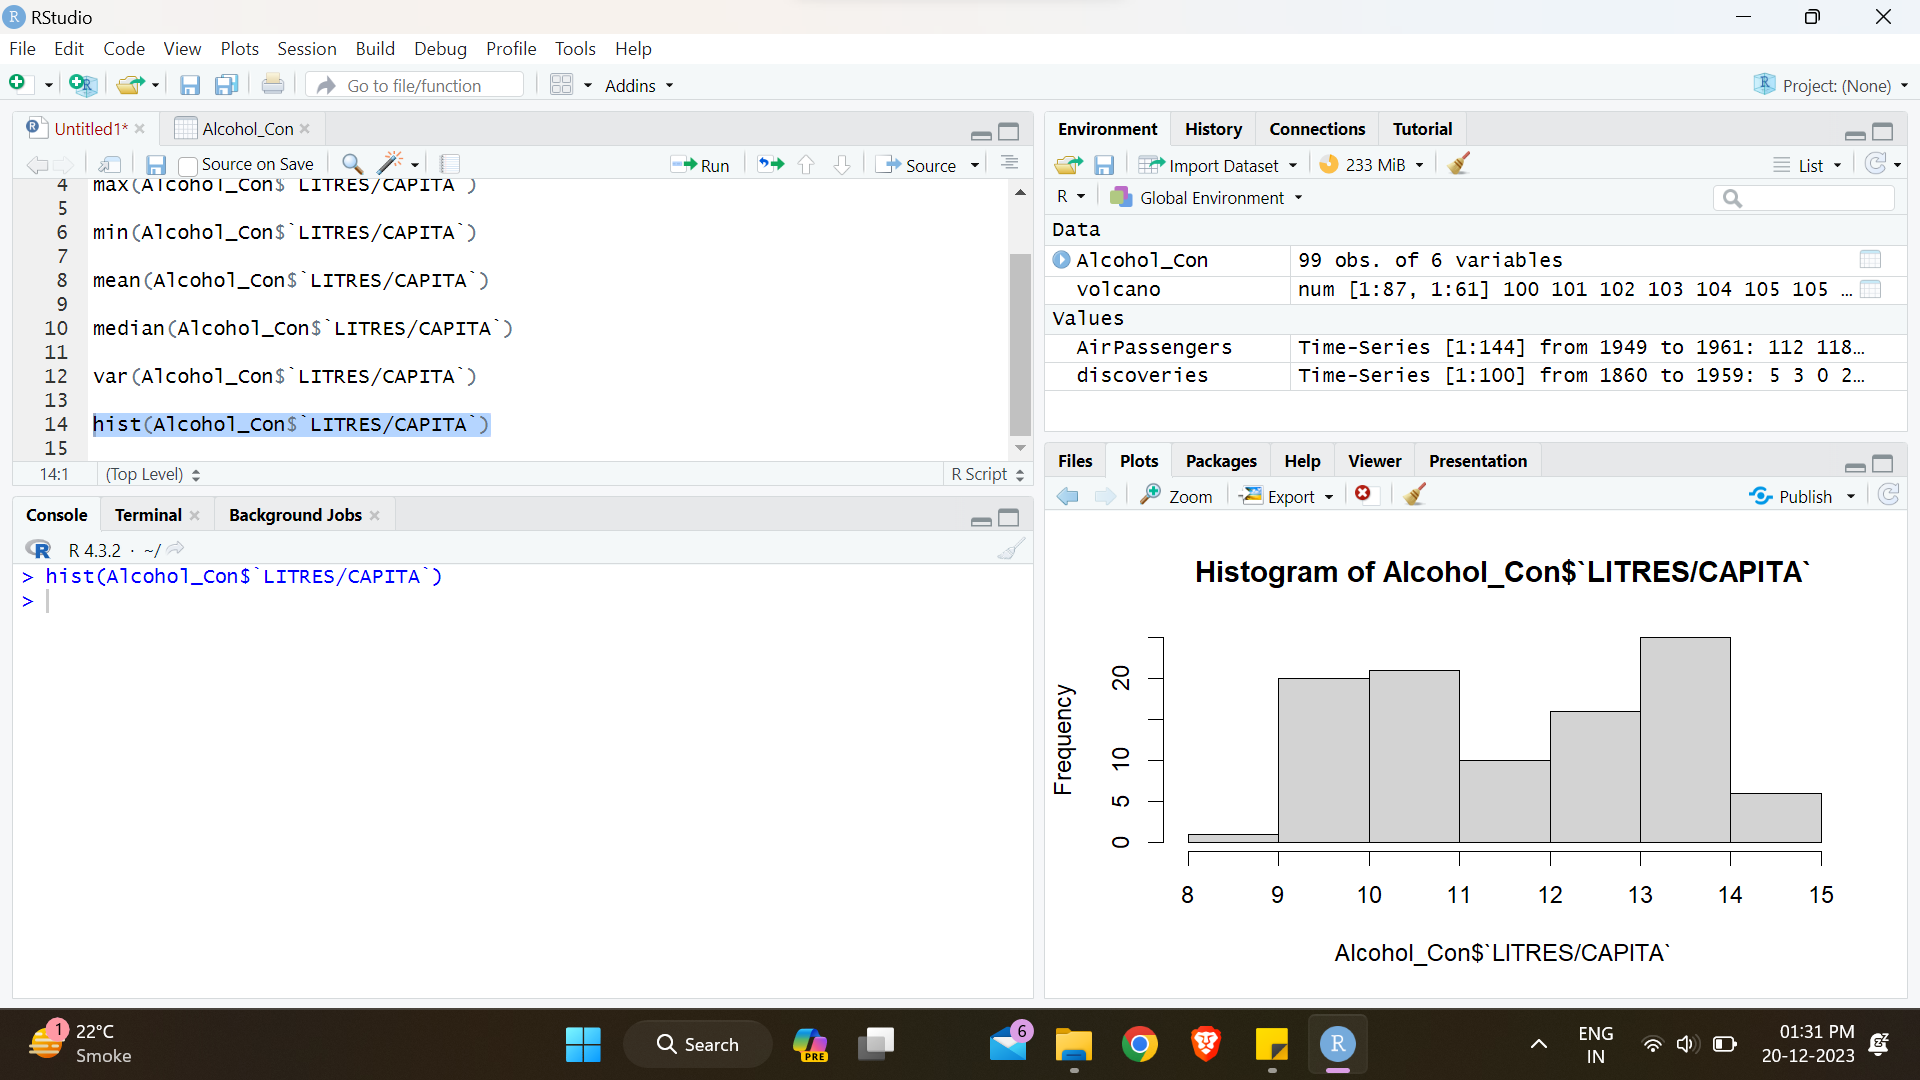 RStudio
File Edit Code View Plots Session Build Debug Profile Tools Help
Go to file/function Addins Project: (None)
Untitled1* Alcohol_Con
Source on Save Run Source
4 max(Alcohol_Con$`LITRES/CAPITA`)
5
6 min(Alcohol_Con$`LITRES/CAPITA`)
7
8 mean(Alcohol_Con$`LITRES/CAPITA`)
9
10 median(Alcohol_Con$`LITRES/CAPITA`)
11
12 var(Alcohol_Con$`LITRES/CAPITA`)
13
14 hist(Alcohol_Con$`LITRES/CAPITA`)
15
14:1 (Top Level) R Script
Console Terminal Background Jobs
R 4.3.2 · ~/
> hist(Alcohol_Con$`LITRES/CAPITA`)
>
Environment History Connections Tutorial
Import Dataset 233 MiB List
R Global Environment
Data
Alcohol_Con 99 obs. of 6 variables
volcano num [1:87, 1:61] 100 101 102 103 104 105 105 …
Values
AirPassengers Time-Series [1:144] from 1949 to 1961: 112 118…
discoveries Time-Series [1:100] from 1860 to 1959: 5 3 0 2…
Files Plots Packages Help Viewer Presentation
Zoom Export Publish
Histogram of Alcohol_Con$`LITRES/CAPITA`
Frequency
20
10
5
0
8 9 10 11 12 13 14 15
Alcohol_Con$`LITRES/CAPITA`
1 22°C
Smoke
Search
PRE
6
R
ENG
IN
01:31 PM
20-12-2023